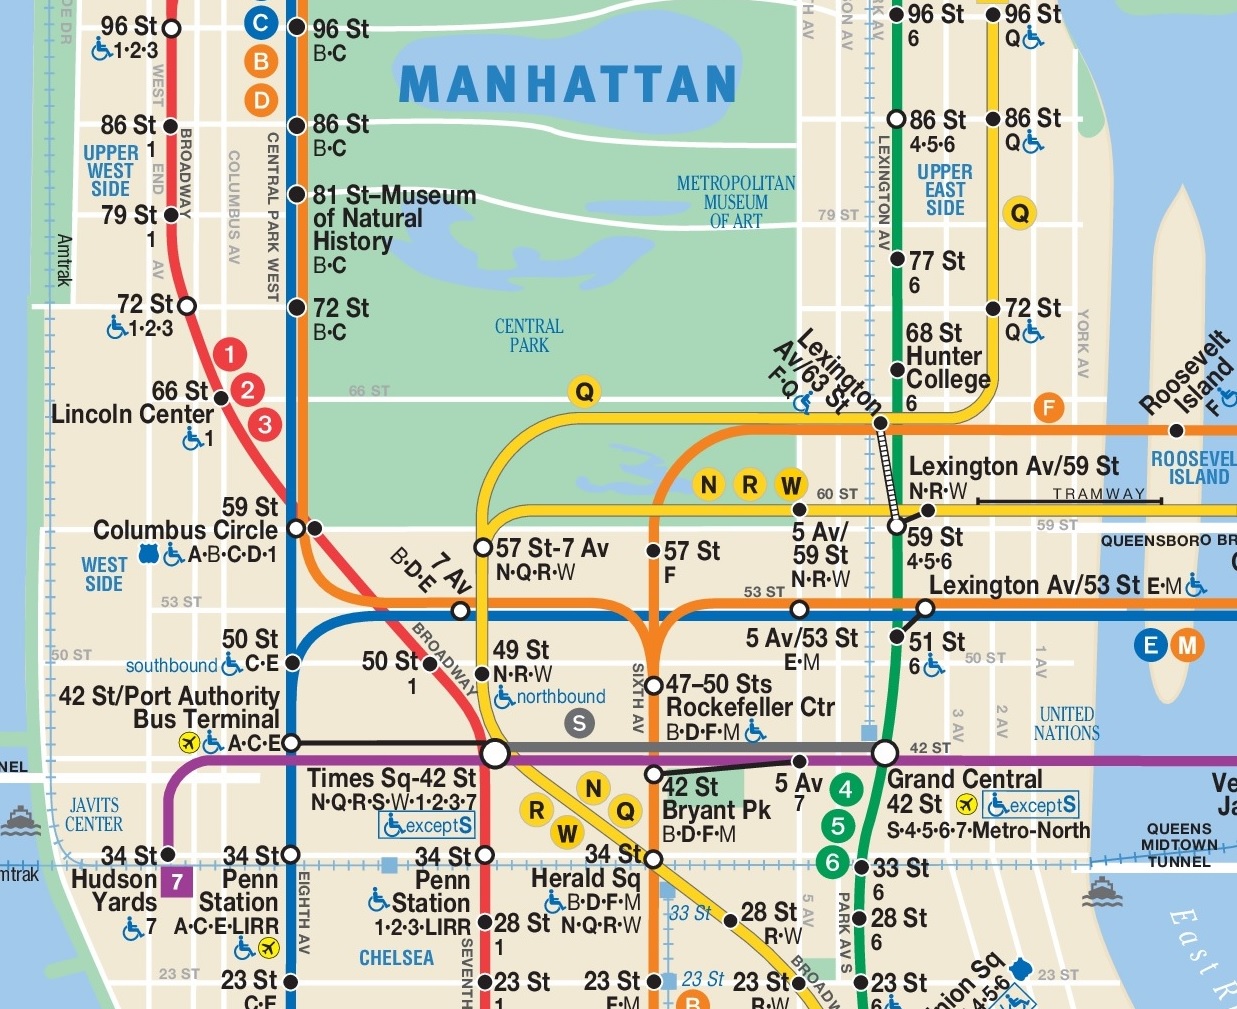 MANHATTAN
96 St
1•2•3
C
B
D
96 St
B•C
96 St
6
96 St
Q
WEST
END
AV
BROADWAY
COLUMBUS AV
CENTRAL PARK WEST
86 St
1
UPPER
WEST
SIDE
86 St
B•C
86 St
4•5•6
86 St
Q
LEXINGTON AV
UPPER
EAST
SIDE
81 St–Museum
of Natural
History
B•C
METROPOLITAN
MUSEUM
OF ART
79 St
1
79 ST
Q
Amtrak
77 St
6
72 St
1•2•3
72 St
B•C
72 St
Q
CENTRAL
PARK
YORK AV
1
2
3
68 St
Hunter
College
6
Lexington
Av/63 St
F•Q
Roosevelt
Island
F
66 St
Lincoln Center
1
66 ST
Q
F
ROOSEVEL
ISLAND
N
R
W
60 ST
Lexington Av/59 St
N•R•W
TRAMWAY
59 St
Columbus Circle
A•B•C•D•1
59 ST
QUEENSBORO BR
WEST
SIDE
7 Av
B•D•E
57 St-7 Av
N•Q•R•W
57 St
F
5 Av/
59 St
N•R•W
59 St
4•5•6
53 ST
53 ST
Lexington Av/53 St E•M
50 ST
50 St
southbound C•E
50 St
1
BROADWAY
49 St
N•R•W
northbound
SIXTH AV
5 Av/53 St
E•M
51 St
6
50 ST
1 AV
E
M
47–50 Sts
Rockefeller Ctr
B•D•F•M
S
3 AV
2 AV
UNITED
NATIONS
42 St/Port Authority
Bus Terminal
A•C•E
42 ST
NEL
Times Sq-42 St
N•Q•R•S•W•1•2•3•7
exceptS
42 St
Bryant Pk
B•D•F•M
5 Av
7
Grand Central
42 St exceptS
S•4•5•6•7•Metro-North
N
R
Q
W
4
5
6
JAVITS
CENTER
QUEENS
MIDTOWN
TUNNEL
34 St
Hudson
Yards
7
7
34 St
Penn
Station
A•C•E•LIRR
EIGHTH AV
34 St
Penn
Station
1•2•3•LIRR
34 St
Herald Sq
B•D•F•M
N•Q•R•W
33 St
6
mtrak
CHELSEA
28 St
1
SEVENTH
33 St
28 St
R•W
5 AV
PARK AV S
28 St
6
East R
23 ST
23 St
C•E
23 St
1
23 St
F•M
23 St
B
23 St
R•W
BROADW
23 St
6
nion Sq
4•5•6
23 ST